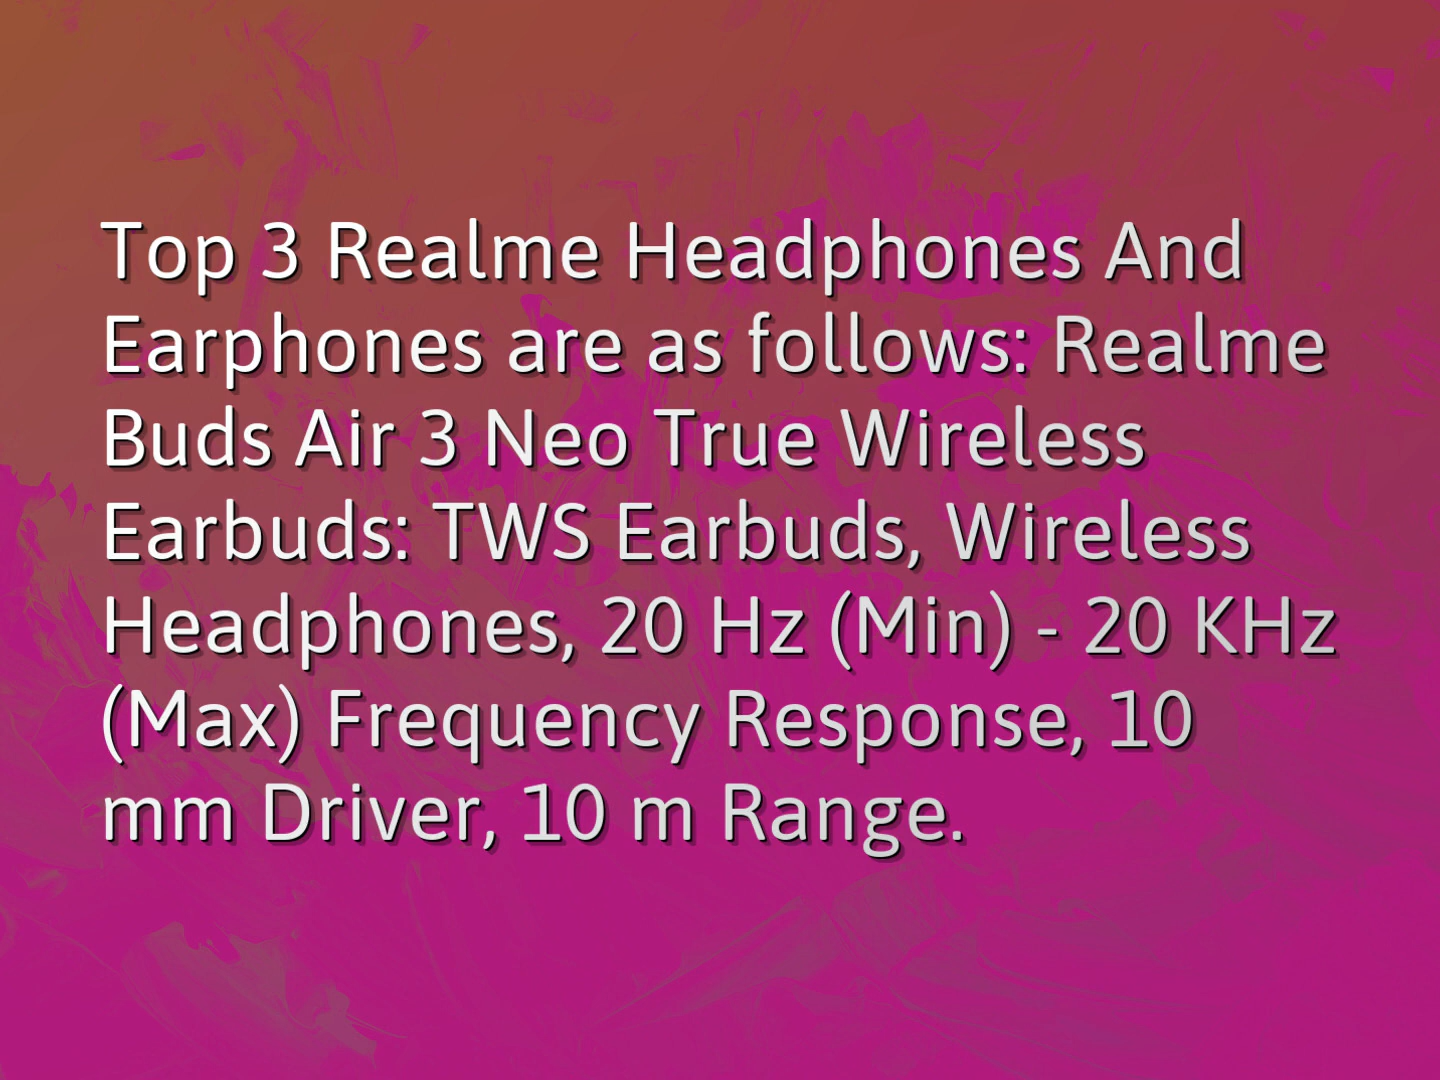 Top 3 Realme Headphones And
Earphones are as follows: Realme
Buds Air 3 Neo True Wireless
Earbuds: TWS Earbuds, Wireless
Headphones, 20 Hz (Min) - 20 KHz
(Max) Frequency Response, 10
mm Driver, 10 m Range.